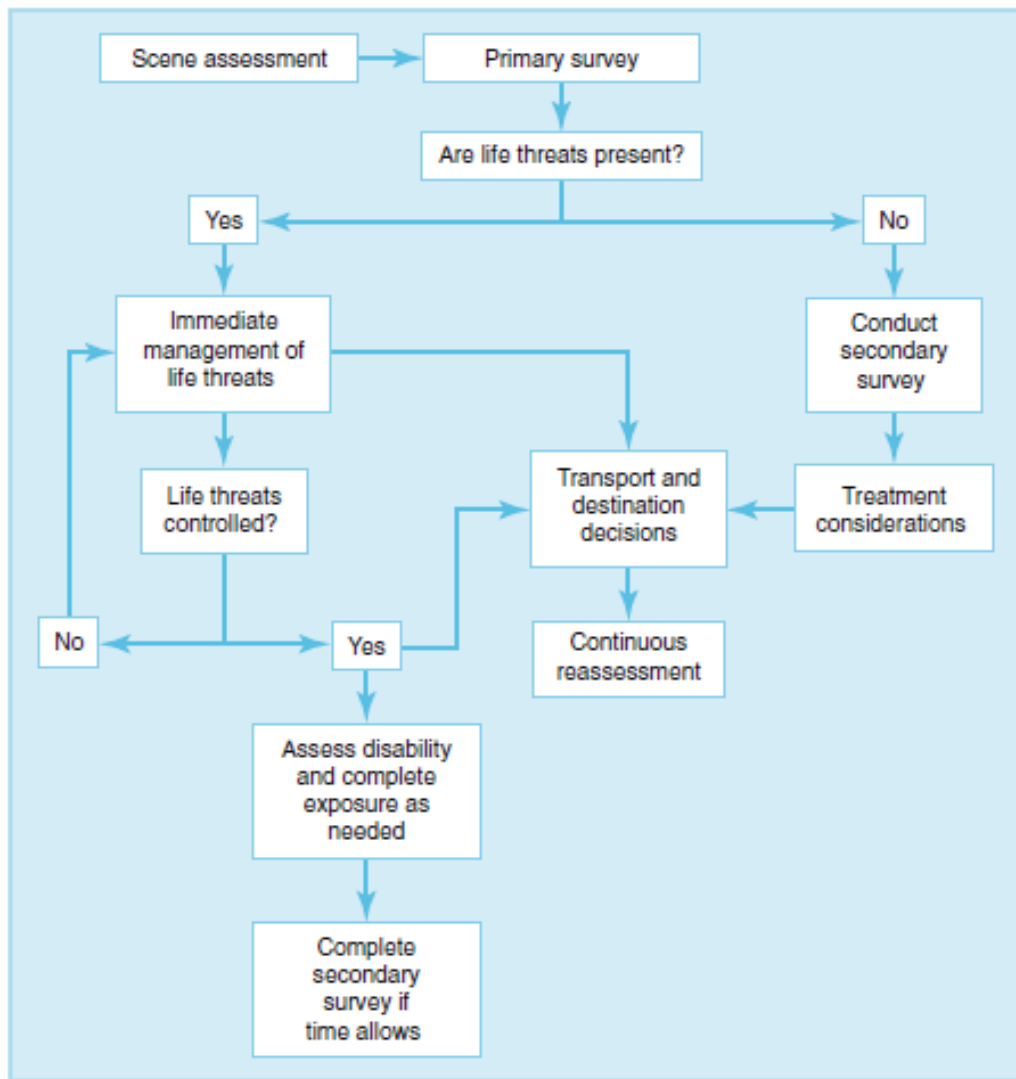 Scene assessment
Primary survey
Are life threats present?
Yes
No
Immediate
management of
life threats
Conduct
secondary
survey
Life threats
controlled?
Transport and
destination
decisions
Treatment
considerations
No
Yes
Continuous
reassessment
Assess disability
and complete
exposure as
needed
Complete
secondary
survey if
time allows